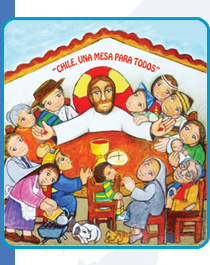 "CHILE, UNA MESA PARA TODOS"